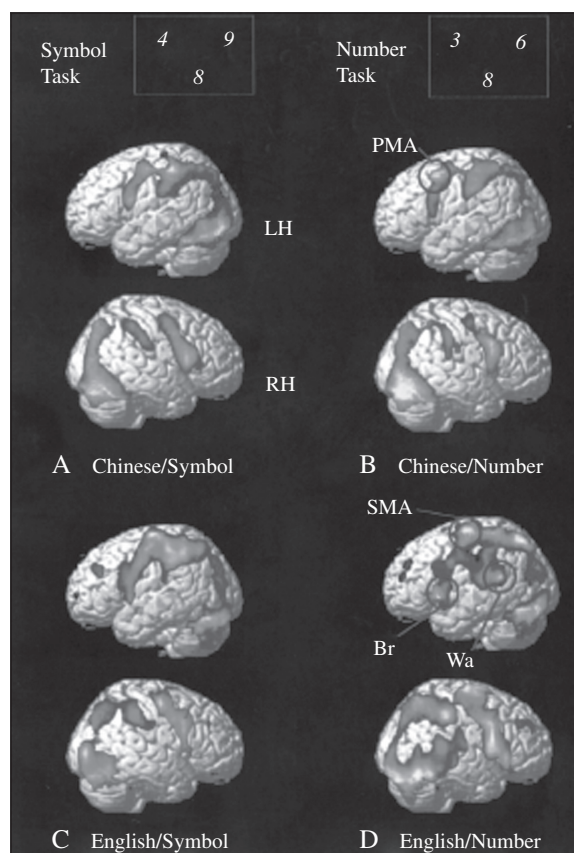 Symbol
Task
4 9
8
Number
Task
3 6
8
PMA
LH
RH
A Chinese/Symbol
B Chinese/Number
SMA
Br
Wa
C English/Symbol
D English/Number